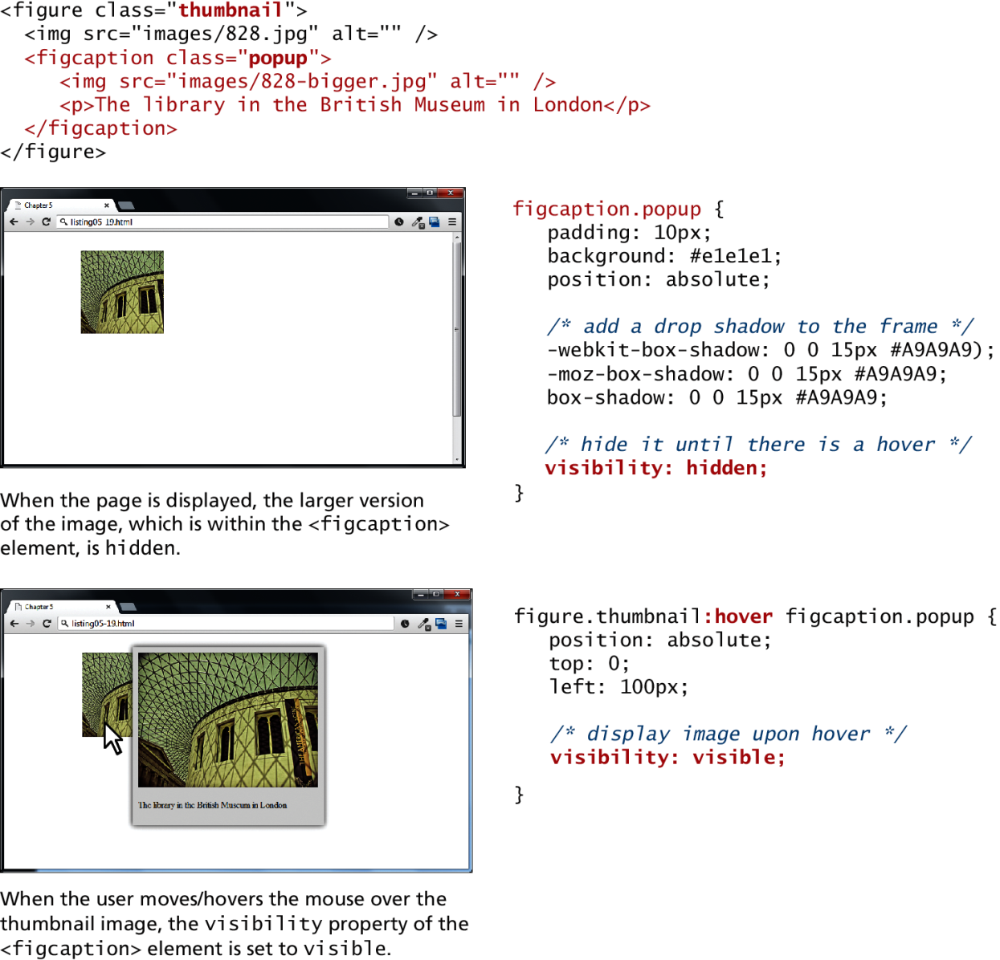 <figure class="thumbnail">
<img src="images/828.jpg" alt="" />
<figcaption class="popup">
<img src="images/828-bigger.jpg" alt="" />
<p>The library in the British Museum in London</p>
</figcaption>
</figure>
Chapter 5
listing05-19.html
When the page is displayed, the larger version
of the image, which is within the <figcaption>
element, is hidden.
figcaption.popup {
padding: 10px;
background: #e1e1e1;
position: absolute;
/* add a drop shadow to the frame */
-webkit-box-shadow: 0 0 15px #A9A9A9);
-moz-box-shadow: 0 0 15px #A9A9A9;
box-shadow: 0 0 15px #A9A9A9;
/* hide it until there is a hover */
visibility: hidden;
}
Chapter 5
listing05-19.html
THE AMERICAN
The library in the British Museum in London
When the user moves/hovers the mouse over the
thumbnail image, the visibility property of the
<figcaption> element is set to visible.
figure.thumbnail:hover figcaption.popup {
position: absolute;
top: 0;
left: 100px;
/* display image upon hover */
visibility: visible;
}